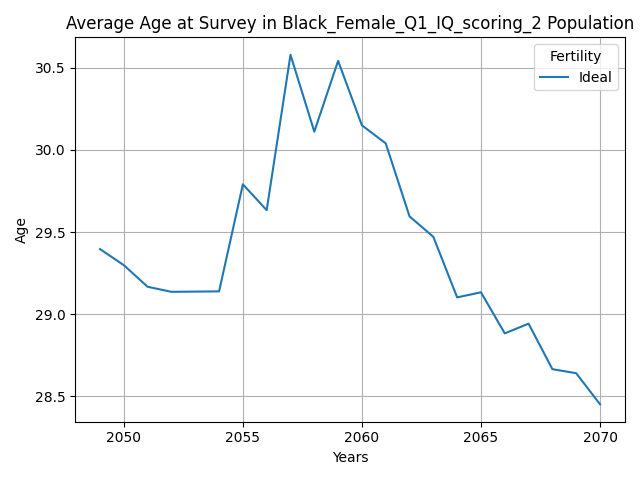 Average Age at Survey in Black_Female_Q1_IQ_scoring_2 Population
Fertility
Ideal
30.5
30.0
29.5
29.0
28.5
Age
2050
2055
2060
2065
2070
Years